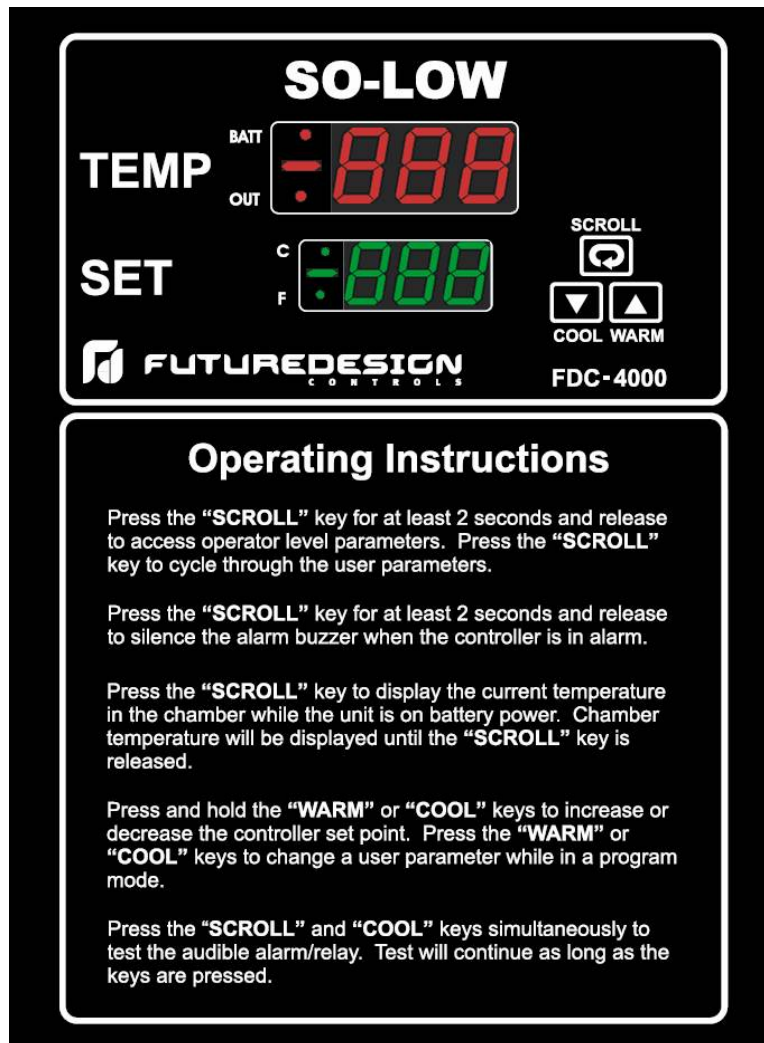 SO-LOW
BATT
TEMP
-888
OUT
SCROLL
C
SET
-888
F
COOL WARM
FUTUREDESIGN
CONTROLS
FDC-4000
Operating Instructions
Press the “SCROLL” key for at least 2 seconds and release
to access operator level parameters. Press the “SCROLL”
key to cycle through the user parameters.
Press the “SCROLL” key for at least 2 seconds and release
to silence the alarm buzzer when the controller is in alarm.
Press the “SCROLL” key to display the current temperature
in the chamber while the unit is on battery power. Chamber
temperature will be displayed until the “SCROLL” key is
released.
Press and hold the “WARM” or “COOL” keys to increase or
decrease the controller set point. Press the “WARM” or
“COOL” keys to change a user parameter while in a program
mode.
Press the “SCROLL” and “COOL” keys simultaneously to
test the audible alarm/relay. Test will continue as long as the
keys are pressed.